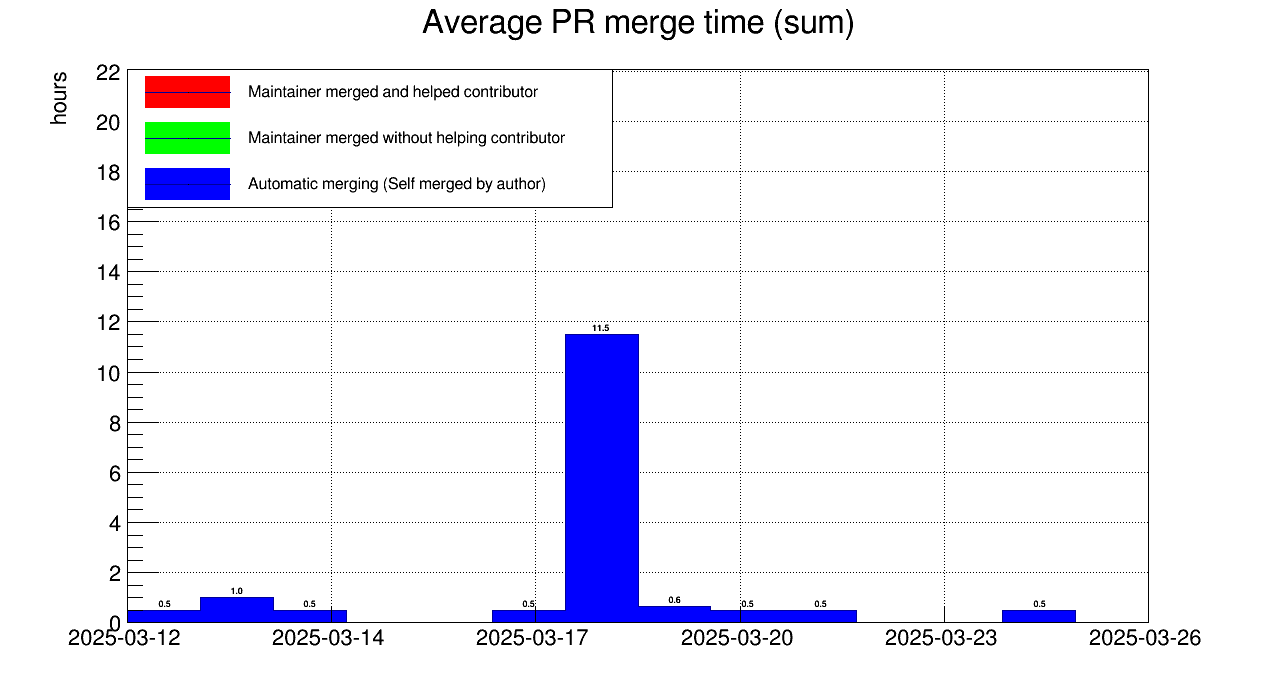 Average PR merge time (sum)
hours
22
20
18
16
14
12
10
8
6
4
2
0
Maintainer merged and helped contributor
Maintainer merged without helping contributor
Automatic merging (Self merged by author)
0.5 1.0 0.5 0.5 11.5 0.6 0.5 0.5 0.5
2025-03-12 2025-03-14 2025-03-17 2025-03-20 2025-03-23 2025-03-26